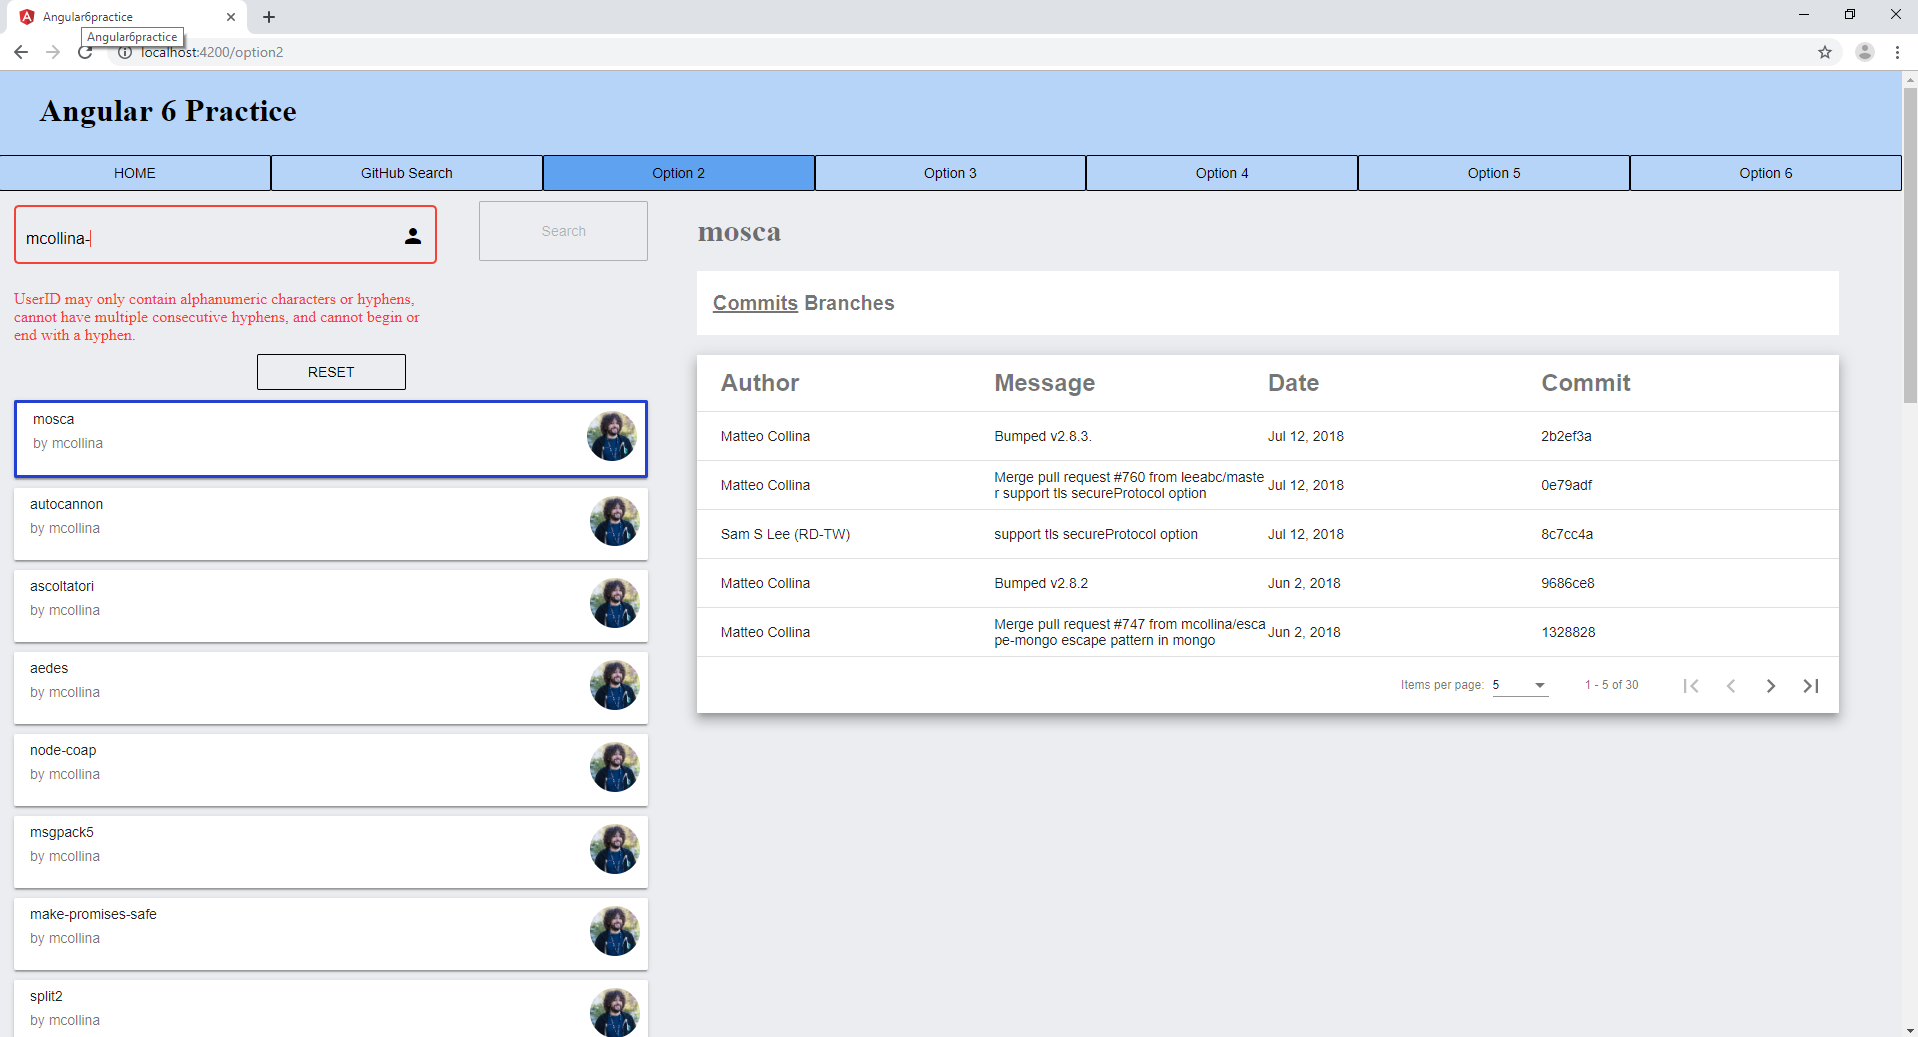 Angular6practice
Angular6practice
localhost:4200/option2
Angular 6 Practice
HOME
GitHub Search
Option 2
Option 3
Option 4
Option 5
Option 6
mcollina-
Search
UserID may only contain alphanumeric characters or hyphens,
cannot have multiple consecutive hyphens, and cannot begin or
end with a hyphen.
RESET
mosca
by mcollina
autocannon
by mcollina
ascoltatori
by mcollina
aedes
by mcollina
node-coap
by mcollina
msgpack5
by mcollina
make-promises-safe
by mcollina
split2
by mcollina
mosca
Commits Branches
Author Message Date Commit
Matteo Collina Bumped v2.8.3. Jul 12, 2018 2b2ef3a
Matteo Collina Merge pull request #760 from leeabc/maste
r support tls secureProtocol option Jul 12, 2018 0e79adf
Sam S Lee (RD-TW) support tls secureProtocol option Jul 12, 2018 8c7cc4a
Matteo Collina Bumped v2.8.2 Jun 2, 2018 9686ce8
Matteo Collina Merge pull request #747 from mcollina/esca
pe-mongo escape pattern in mongo Jun 2, 2018 1328828
Items per page: 5 1 - 5 of 30